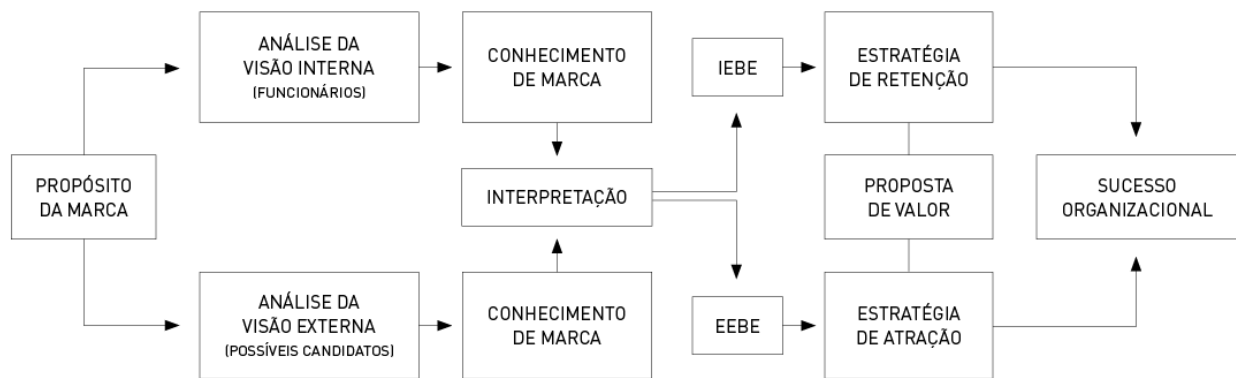 PROPÓSITO
DA MARCA
ANÁLISE DA
VISÃO INTERNA
(FUNCIONÁRIOS)
CONHECIMENTO
DE MARCA
ANÁLISE DA
VISÃO EXTERNA
(POSSÍVEIS CANDIDATOS)
CONHECIMENTO
DE MARCA
INTERPRETAÇÃO
IEBE
ESTRATÉGIA
DE RETENÇÃO
PROPOSTA
DE VALOR
EEBE
ESTRATÉGIA
DE ATRAÇÃO
SUCESSO
ORGANIZACIONAL